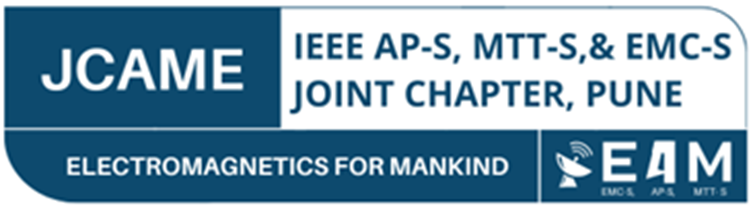 JCAME
IEEE AP-S, MTT-S,& EMC-S
JOINT CHAPTER, PUNE
ELECTROMAGNETICS FOR MANKIND
E4M
EMC-S, AP-S, MTT-S